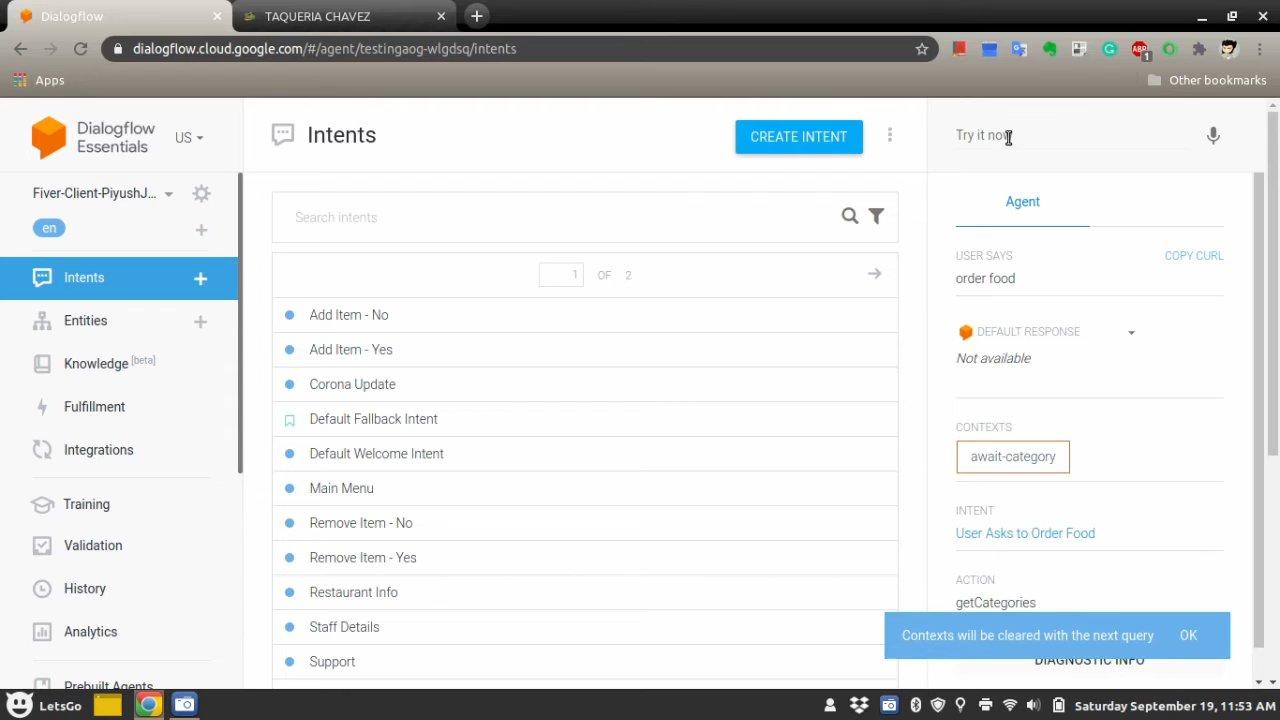 Dialogflow
TAQUERIA CHAVEZ
dialogflow.cloud.google.com/#/agent/testingaog-wlgdsq/intents
ABP
1
Apps
Other bookmarks
Dialogflow
Essentials
US
Intents
CREATE INTENT
Try it now
Fiver-Client-PiyushJ...
en
Search intents
Agent
USER SAYS
COPY CURL
order food
Intents
1 OF 2
Entities
Add Item - No
DEFAULT RESPONSE
Add Item - Yes
Not available
Knowledge [beta]
Corona Update
Fulfillment
Default Fallback Intent
CONTEXTS
Integrations
Default Welcome Intent
await-category
Main Menu
Training
INTENT
Remove Item - No
User Asks to Order Food
Validation
Remove Item - Yes
History
Restaurant Info
ACTION
getCategories
Analytics
Staff Details
Contexts will be cleared with the next query
OK
Support
DIAGNOSTIC INFO
Prebuilt Agents
LetsGo
Saturday September 19, 11:53 AM